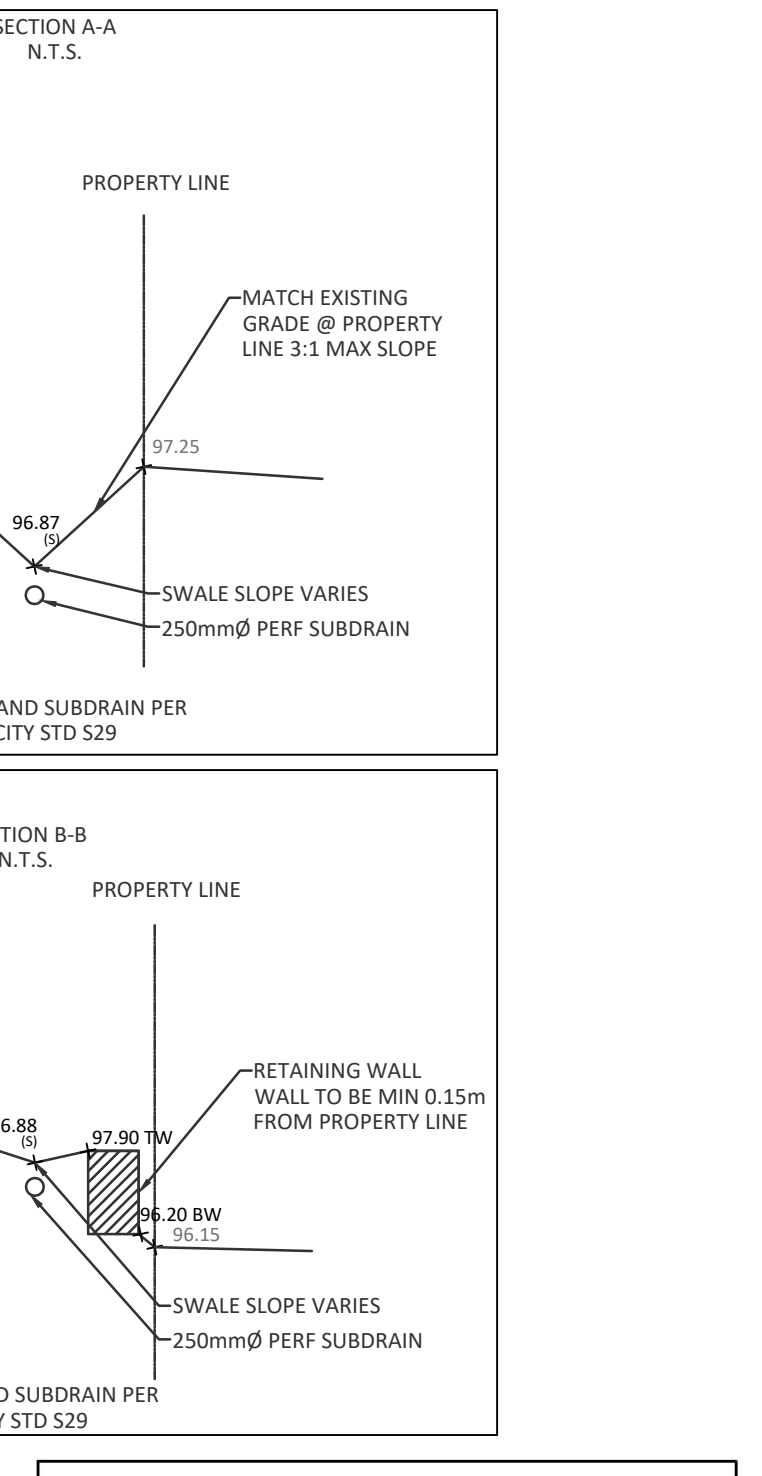 SECTION A-A
N.T.S.
PROPERTY LINE
MATCH EXISTING
GRADE @ PROPERTY
LINE 3:1 MAX SLOPE
97.25
96.87
(S)
SWALE SLOPE VARIES
250mmØ PERF SUBDRAIN
AND SUBDRAIN PER
CITY STD S29
TION B-B
N.T.S.
PROPERTY LINE
RETAINING WALL
WALL TO BE MIN 0.15m
FROM PROPERTY LINE
6.88
(S)
97.90 TW
96.20 BW
96.15
SWALE SLOPE VARIES
250mmØ PERF SUBDRAIN
D SUBDRAIN PER
Y STD S29